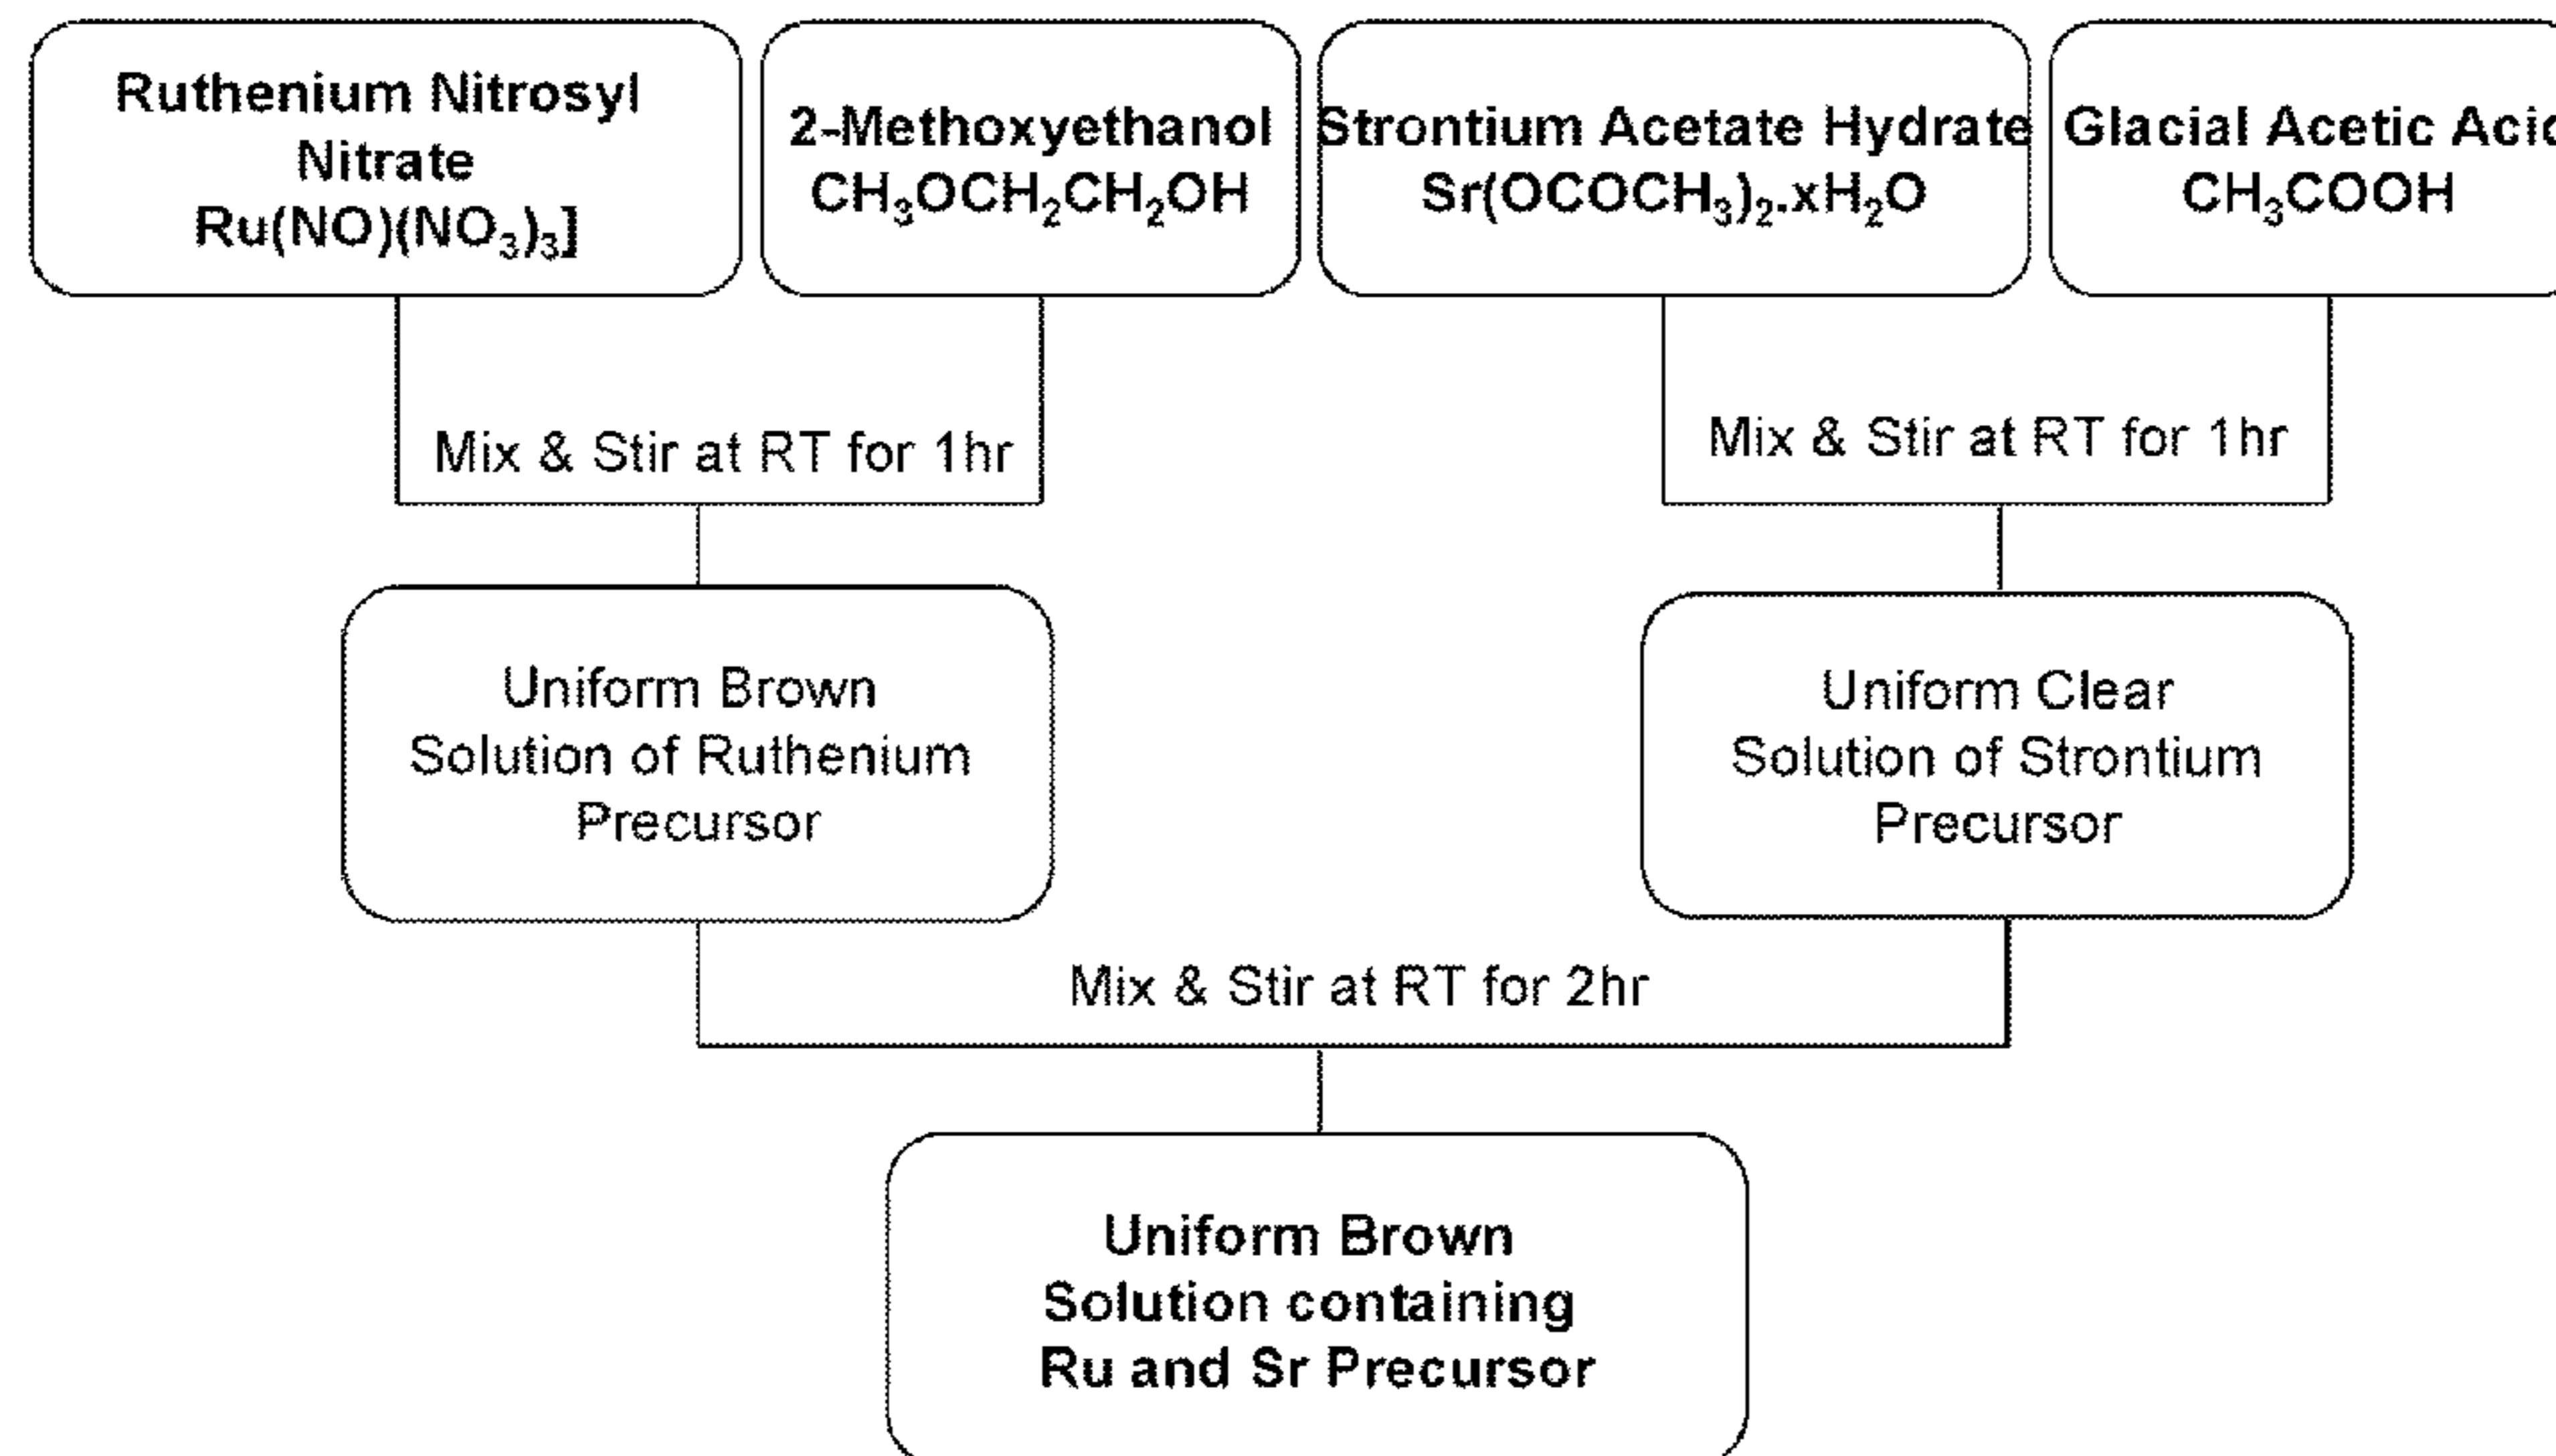 Ruthenium Nitrosyl
Nitrate
Ru(NO)(NO₃)₃]
2-Methoxyethanol
CH₃OCH₂CH₂OH
Strontium Acetate Hydrate
Sr(OCOCH₃)₂.xH₂O
Glacial Acetic Acid
CH₃COOH
Mix & Stir at RT for 1hr
Mix & Stir at RT for 1hr
Uniform Brown
Solution of Ruthenium
Precursor
Uniform Clear
Solution of Strontium
Precursor
Mix & Stir at RT for 2hr
Uniform Brown
Solution containing
Ru and Sr Precursor